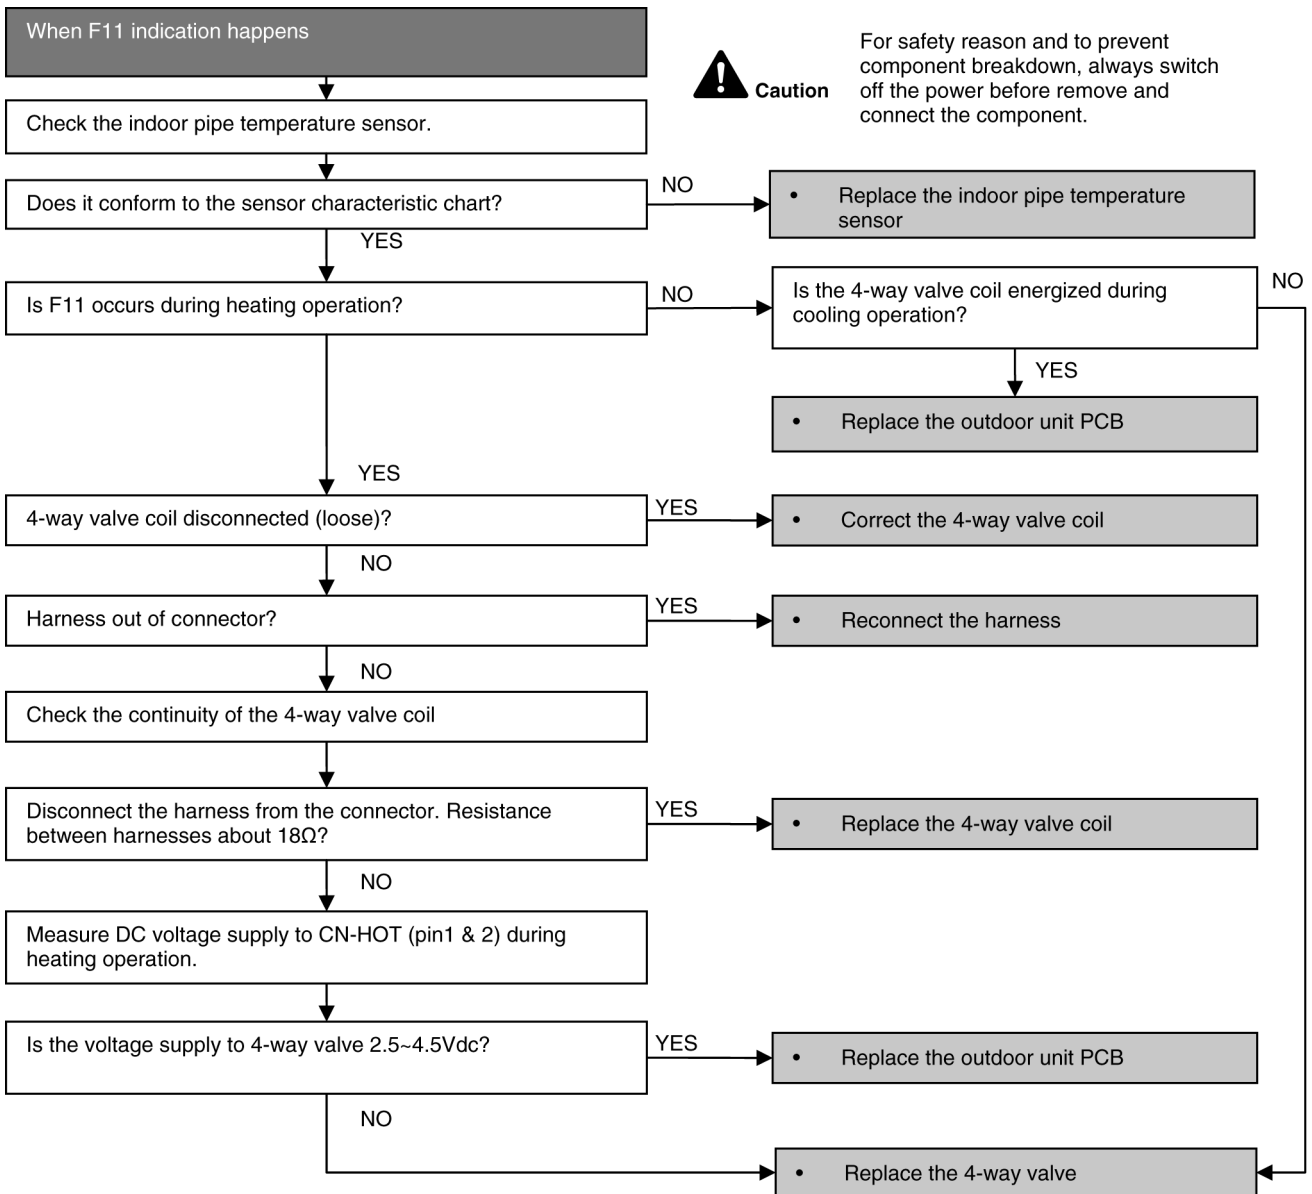 When F11 indication happens
For safety reason and to prevent
component breakdown, always switch
off the power before remove and
connect the component.
Caution
Check the indoor pipe temperature sensor.
Does it conform to the sensor characteristic chart?
NO
• Replace the indoor pipe temperature
sensor
YES
Is F11 occurs during heating operation?
NO
Is the 4-way valve coil energized during
cooling operation?
NO
YES
• Replace the outdoor unit PCB
YES
4-way valve coil disconnected (loose)?
YES
• Correct the 4-way valve coil
NO
Harness out of connector?
YES
• Reconnect the harness
NO
Check the continuity of the 4-way valve coil
Disconnect the harness from the connector. Resistance
between harnesses about 18Ω?
YES
• Replace the 4-way valve coil
NO
Measure DC voltage supply to CN-HOT (pin1 & 2) during
heating operation.
Is the voltage supply to 4-way valve 2.5~4.5Vdc?
YES
• Replace the outdoor unit PCB
NO
• Replace the 4-way valve